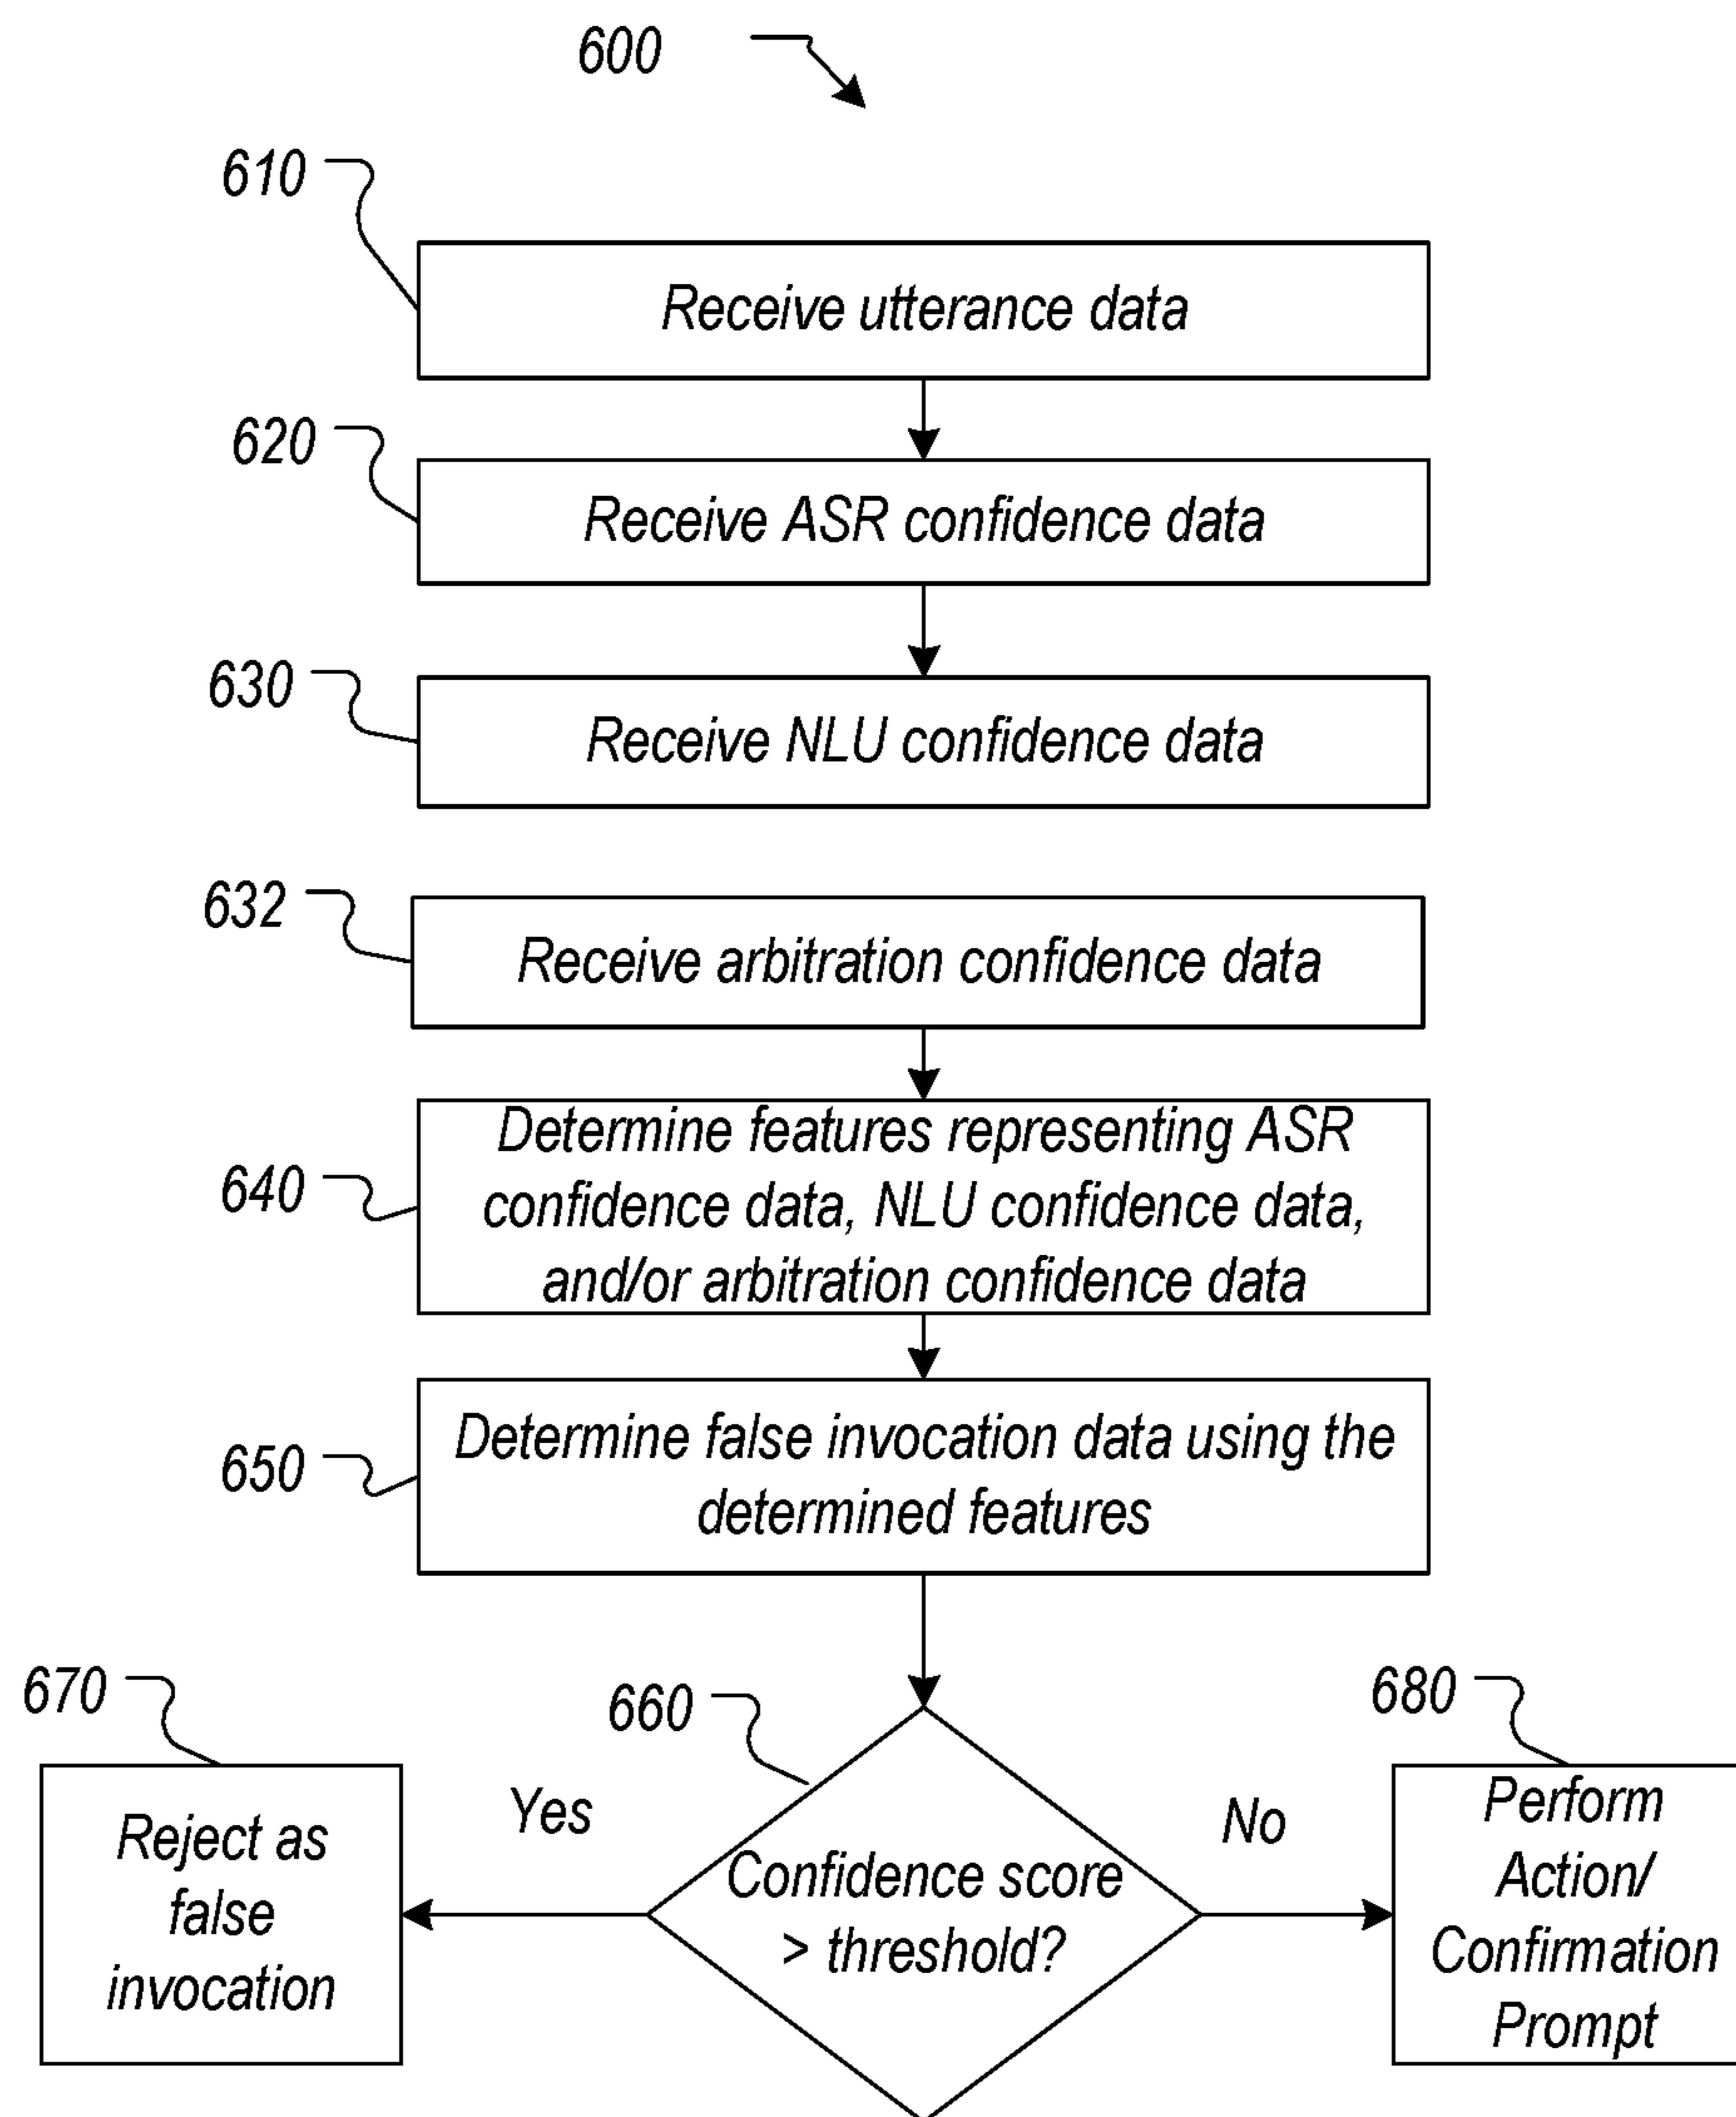 600
610
Receive utterance data
620
Receive ASR confidence data
630
Receive NLU confidence data
632
Receive arbitration confidence data
640
Determine features representing ASR
confidence data, NLU confidence data,
and/or arbitration confidence data
650
Determine false invocation data using the
determined features
670
Reject as
false
invocation
Yes
660
Confidence score
> threshold?
No
680
Perform
Action/
Confirmation
Prompt